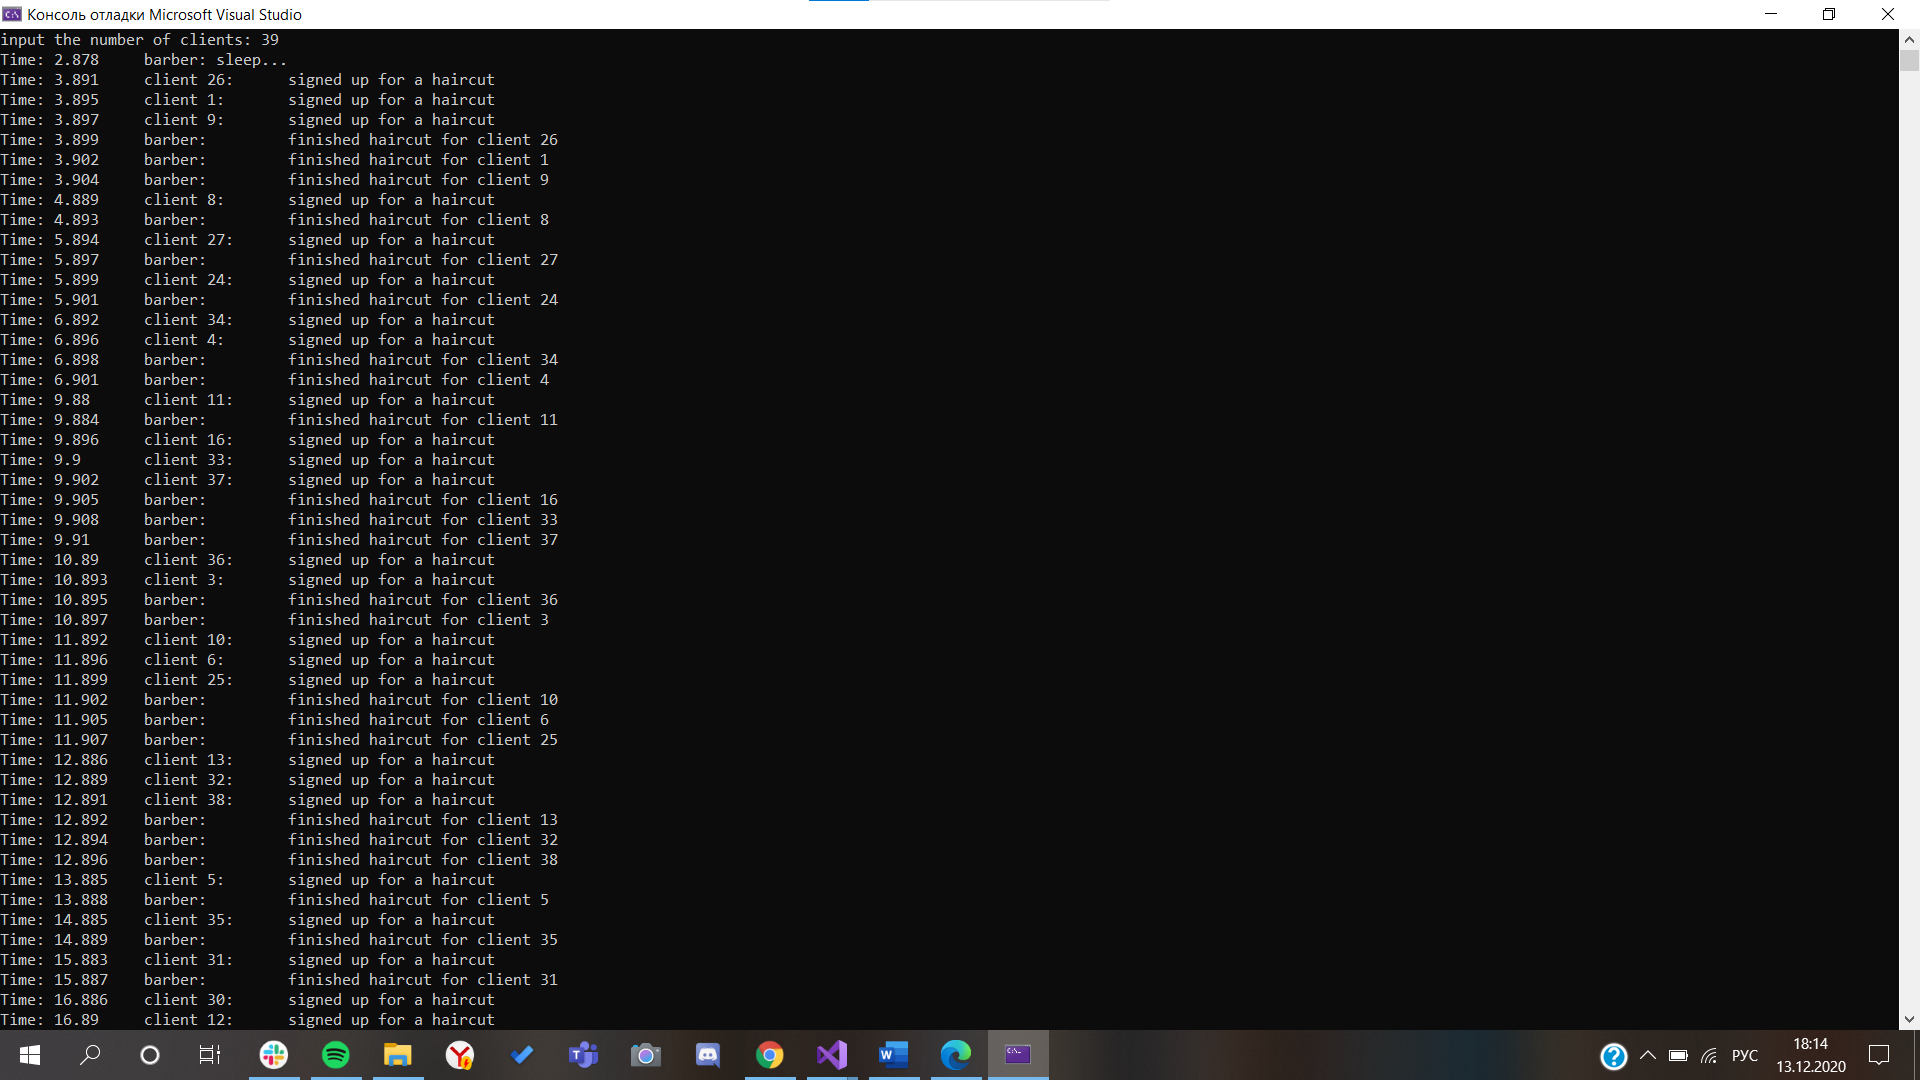 Консоль отладки Microsoft Visual Studio
input the number of clients: 39
Time: 2.878 barber: sleep...
Time: 3.891 client 26: signed up for a haircut
Time: 3.895 client 1: signed up for a haircut
Time: 3.897 client 9: signed up for a haircut
Time: 3.899 barber: finished haircut for client 26
Time: 3.902 barber: finished haircut for client 1
Time: 3.904 barber: finished haircut for client 9
Time: 4.889 client 8: signed up for a haircut
Time: 4.893 barber: finished haircut for client 8
Time: 5.894 client 27: signed up for a haircut
Time: 5.897 barber: finished haircut for client 27
Time: 5.899 client 24: signed up for a haircut
Time: 5.901 barber: finished haircut for client 24
Time: 6.892 client 34: signed up for a haircut
Time: 6.896 client 4: signed up for a haircut
Time: 6.898 barber: finished haircut for client 34
Time: 6.901 barber: finished haircut for client 4
Time: 9.88 client 11: signed up for a haircut
Time: 9.884 barber: finished haircut for client 11
Time: 9.896 client 16: signed up for a haircut
Time: 9.9 client 33: signed up for a haircut
Time: 9.902 client 37: signed up for a haircut
Time: 9.905 barber: finished haircut for client 16
Time: 9.908 barber: finished haircut for client 33
Time: 9.91 barber: finished haircut for client 37
Time: 10.89 client 36: signed up for a haircut
Time: 10.893 client 3: signed up for a haircut
Time: 10.895 barber: finished haircut for client 36
Time: 10.897 barber: finished haircut for client 3
Time: 11.892 client 10: signed up for a haircut
Time: 11.896 client 6: signed up for a haircut
Time: 11.899 client 25: signed up for a haircut
Time: 11.902 barber: finished haircut for client 10
Time: 11.905 barber: finished haircut for client 6
Time: 11.907 barber: finished haircut for client 25
Time: 12.886 client 13: signed up for a haircut
Time: 12.889 client 32: signed up for a haircut
Time: 12.891 client 38: signed up for a haircut
Time: 12.892 barber: finished haircut for client 13
Time: 12.894 barber: finished haircut for client 32
Time: 12.896 barber: finished haircut for client 38
Time: 13.885 client 5: signed up for a haircut
Time: 13.888 barber: finished haircut for client 5
Time: 14.885 client 35: signed up for a haircut
Time: 14.889 barber: finished haircut for client 35
Time: 15.883 client 31: signed up for a haircut
Time: 15.887 barber: finished haircut for client 31
Time: 16.886 client 30: signed up for a haircut
Time: 16.89 client 12: signed up for a haircut
РУС
18:14
13.12.2020